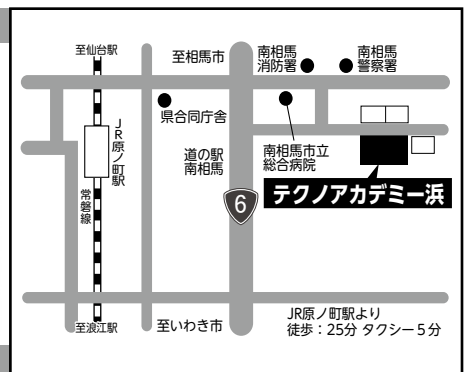 至仙台駅
至相馬市
南相馬
消防署
南相馬
警察署
県合同庁舎
JR原ノ町駅
道の駅
南相馬
南相馬市立
総合病院
常磐線
6
テクノアカデミー浜
至浪江駅
至いわき市
JR原ノ町駅より
徒歩：25分 タクシー５分